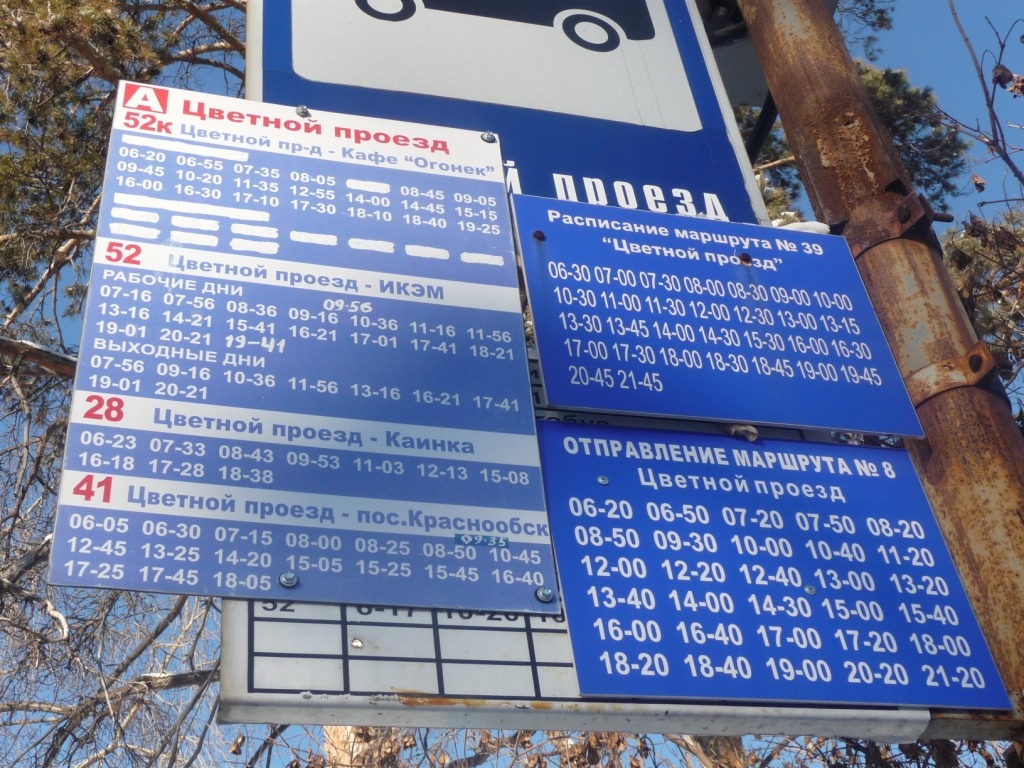 А Цветной проезд
52к Цветной пр-д - Кафе "Огонек"
06-20 06-55 07-35 08-05 08-45 09-05
09-45 10-20 11-35 12-55 14-00 14-45 15-15
16-00 16-30 17-10 17-30 18-10 18-40 19-25
52 Цветной проезд - ИКЭМ
РАБОЧИЕ ДНИ
09-56
07-16 07-56 08-36 09-16 10-36 11-16 11-56
13-16 14-21 15-41 16-21 17-01 17-41 18-21
19-01 20-21 19-41
ВЫХОДНЫЕ ДНИ
07-56 09-16 10-36 11-56 13-16 16-21 17-41
19-01 20-21
28 Цветной проезд - Каинка
06-23 07-33 08-43 09-53 11-03 12-13 15-08
16-18 17-28 18-38
41 Цветной проезд - пос.Краснообск
09-35
06-05 06-30 07-15 08-00 08-25 08-50 10-45
12-45 13-25 14-20 15-05 15-25 15-45 16-40
17-25 17-45 18-05
й проезд
Расписание маршрута № 39
"Цветной проезд"
06-30 07-00 07-30 08-00 08-30 09-00 10-00
10-30 11-00 11-30 12-00 12-30 13-00 13-15
13-30 13-45 14-00 14-30 15-30 16-00 16-30
17-00 17-30 18-00 18-30 18-45 19-00 19-45
20-45 21-45
ОТПРАВЛЕНИЕ МАРШРУТА № 8
Цветной проезд
06-20 06-50 07-20 07-50 08-20
08-50 09-30 10-00 10-40 11-20
12-00 12-20 12-40 13-00 13-20
13-40 14-00 14-30 15-00 15-40
16-00 16-40 17-00 17-20 18-00
18-20 18-40 19-00 20-20 21-20